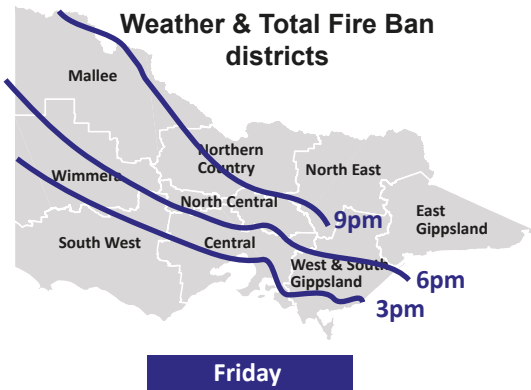 Weather & Total Fire Ban
districts
Mallee
Northern
Country
North East
Wimmera
North Central
East
Gippsland
9pm
South West
Central
West & South
Gippsland
6pm
3pm
Friday